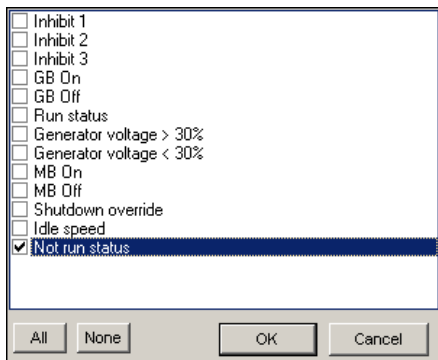 Inhibit 1
Inhibit 2
Inhibit 3
GB On
GB Off
Run status
Generator voltage > 30%
Generator voltage < 30%
MB On
MB Off
Shutdown override
Idle speed
Not run status
All None OK Cancel